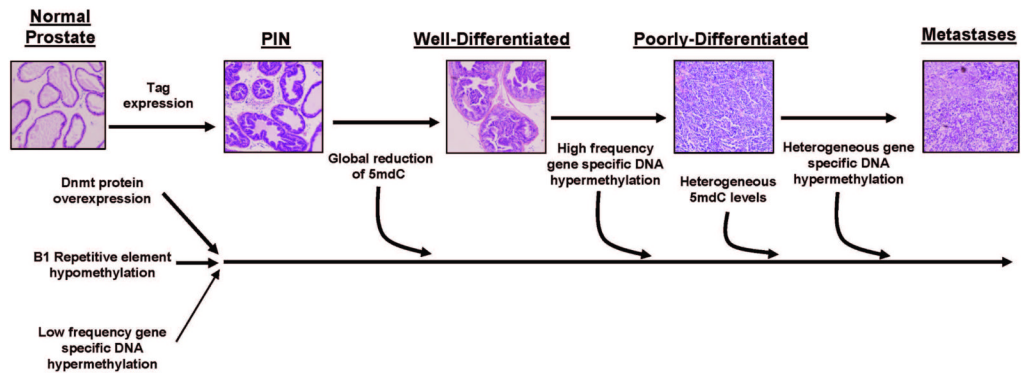 Normal
Prostate
PIN
Well-Differentiated
Poorly-Differentiated
Metastases
Tag
expression
Global reduction
of 5mdC
High frequency
gene specific DNA
hypermethylation
Heterogeneous
5mdC levels
Heterogeneous gene
specific DNA
hypermethylation
Dnmt protein
overexpression
B1 Repetitive element
hypomethylation
Low frequency gene
specific DNA
hypermethylation